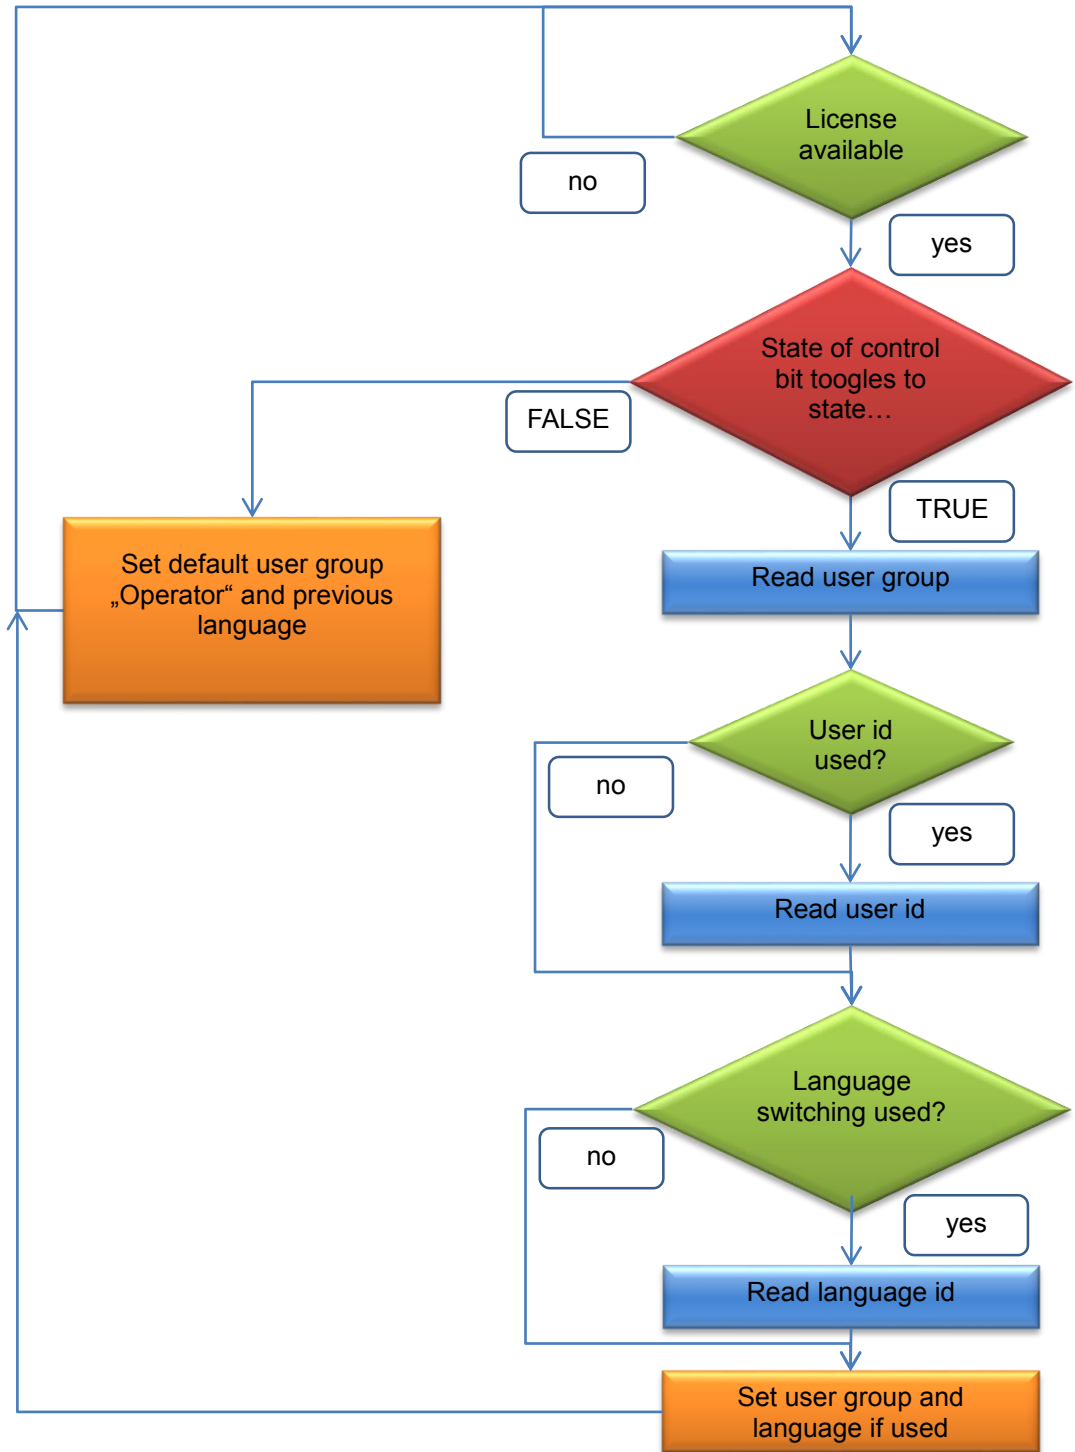 License
available
no
yes
State of control
bit toogles to
state…
FALSE
TRUE
Set default user group
„Operator“ and previous
language
Read user group
User id
used?
no
yes
Read user id
Language
switching used?
no
yes
Read language id
Set user group and
language if used